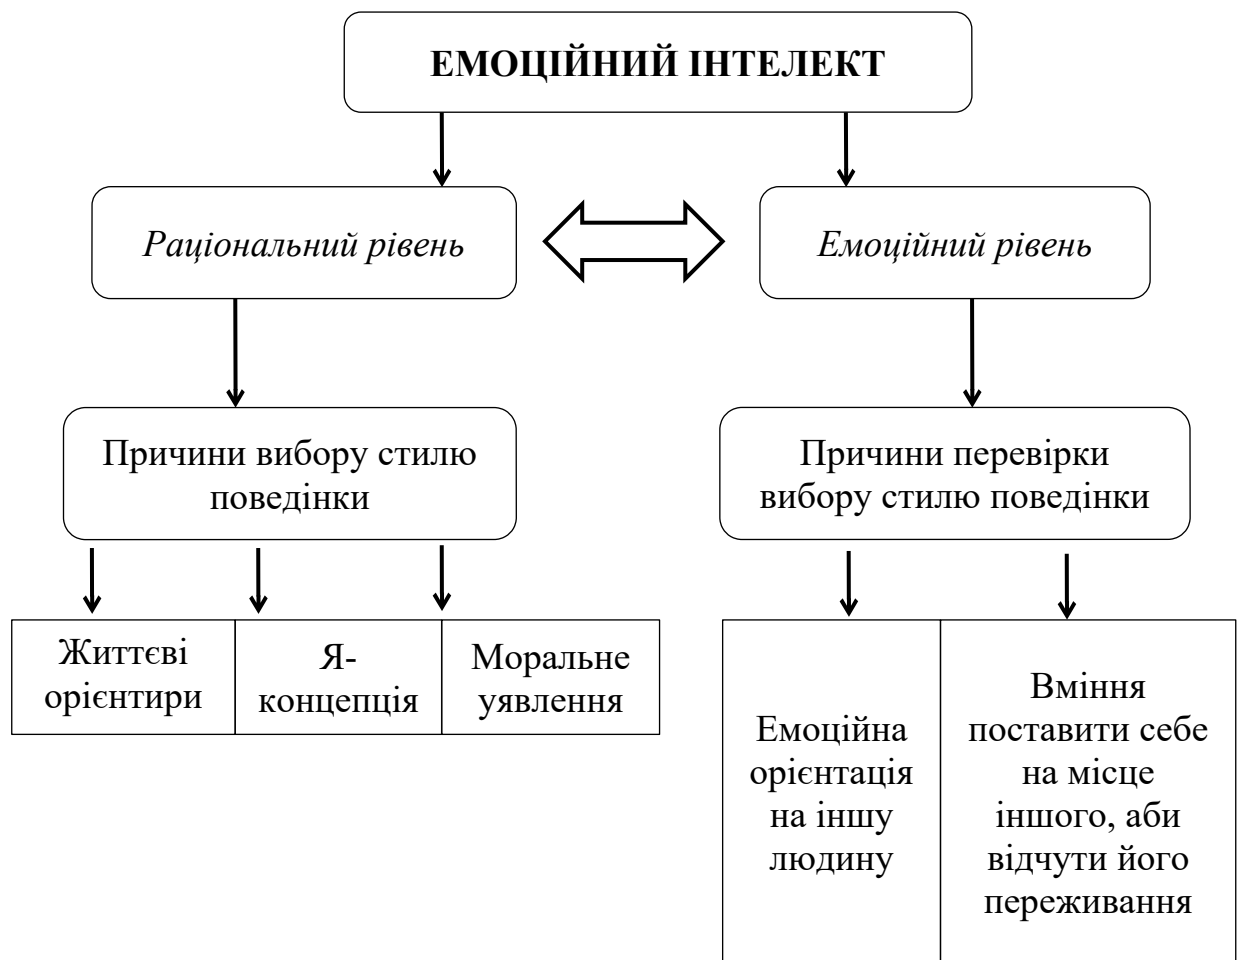 ЕМОЦІЙНИЙ ІНТЕЛЕКТ
Раціональний рівень
Емоційний рівень
Причини вибору стилю
поведінки
Причини перевірки
вибору стилю поведінки
Життєві
орієнтири
Я-
концепція
Моральне
уявлення
Емоційна
орієнтація
на іншу
людину
Вміння
поставити себе
на місце
іншого, аби
відчути його
переживання